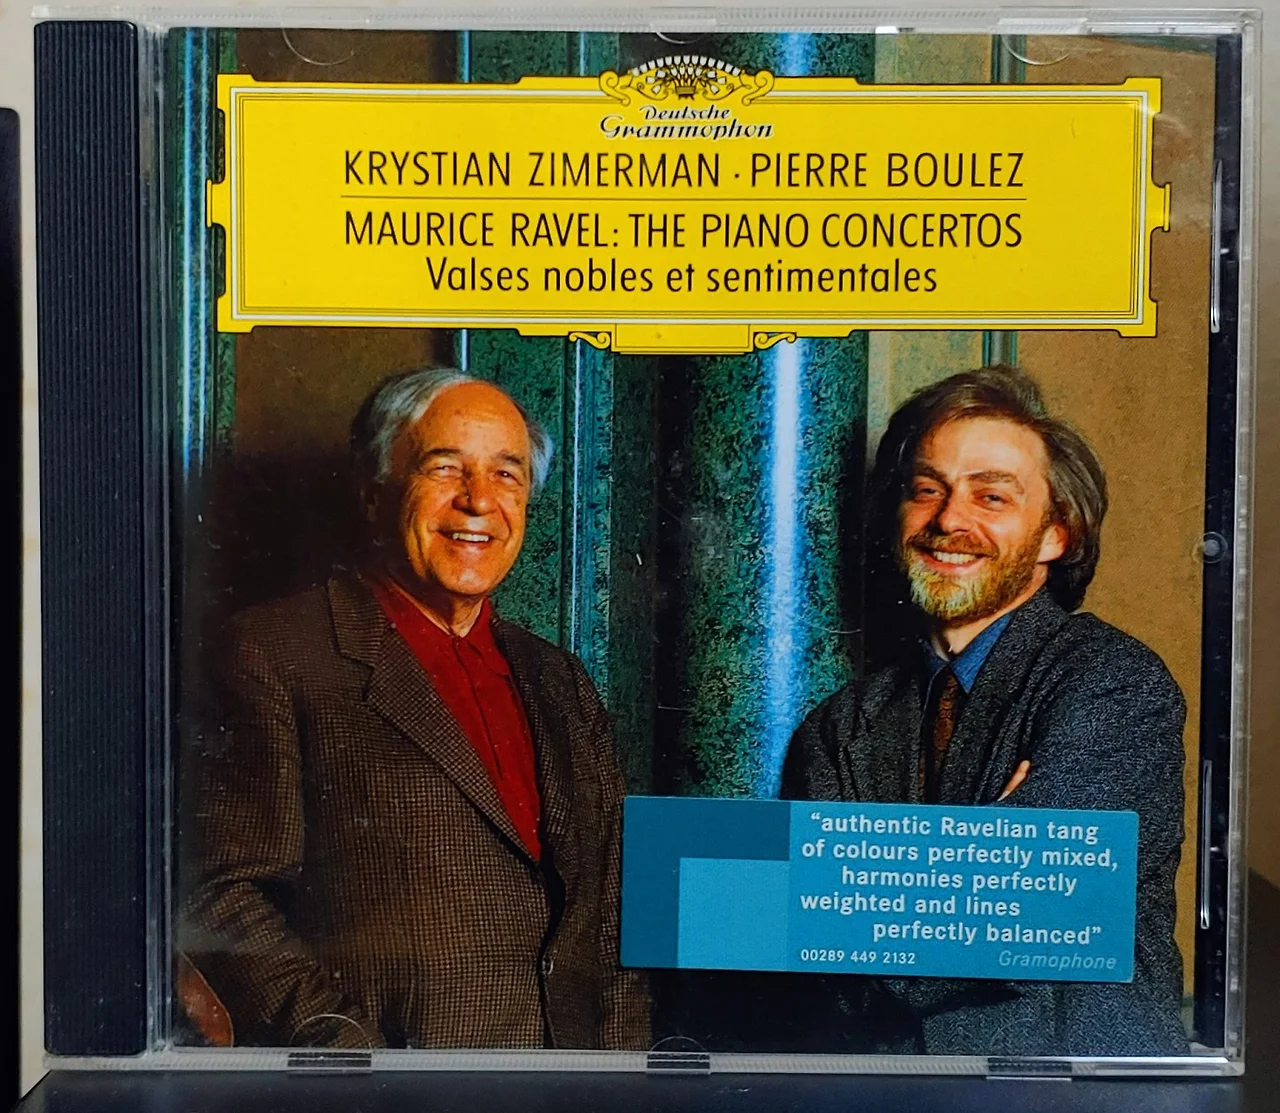 Deutsche
Grammophon
KRYSTIAN ZIMERMAN · PIERRE BOULEZ
MAURICE RAVEL: THE PIANO CONCERTOS
Valses nobles et sentimentales
“authentic Ravelian tang
of colours perfectly mixed,
harmonies perfectly
weighted and lines
perfectly balanced”
00289 449 2132 Gramophone